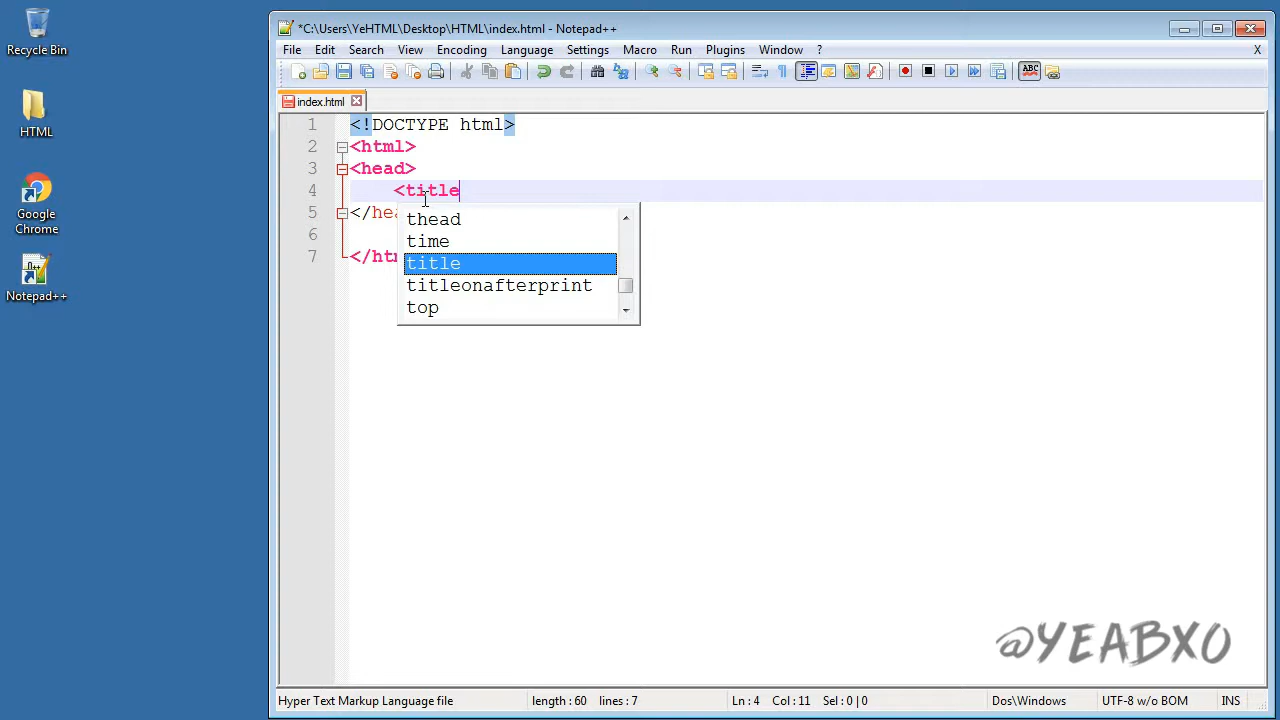 Recycle Bin
HTML
Google
Chrome
Notepad++
*C:\Users\YeHTML\Desktop\HTML\index.html - Notepad++
File Edit Search View Encoding Language Settings Macro Run Plugins Window ? X
ABC
index.html
1 <!DOCTYPE html>
2 <html>
3 <head>
4 <title
5 </hea
6
7 </htm
thead
time
title
titleonafterprint
top
@YEABXO
Hyper Text Markup Language file length : 60 lines : 7 Ln : 4 Col : 11 Sel : 0 | 0 Dos\Windows UTF-8 w/o BOM INS